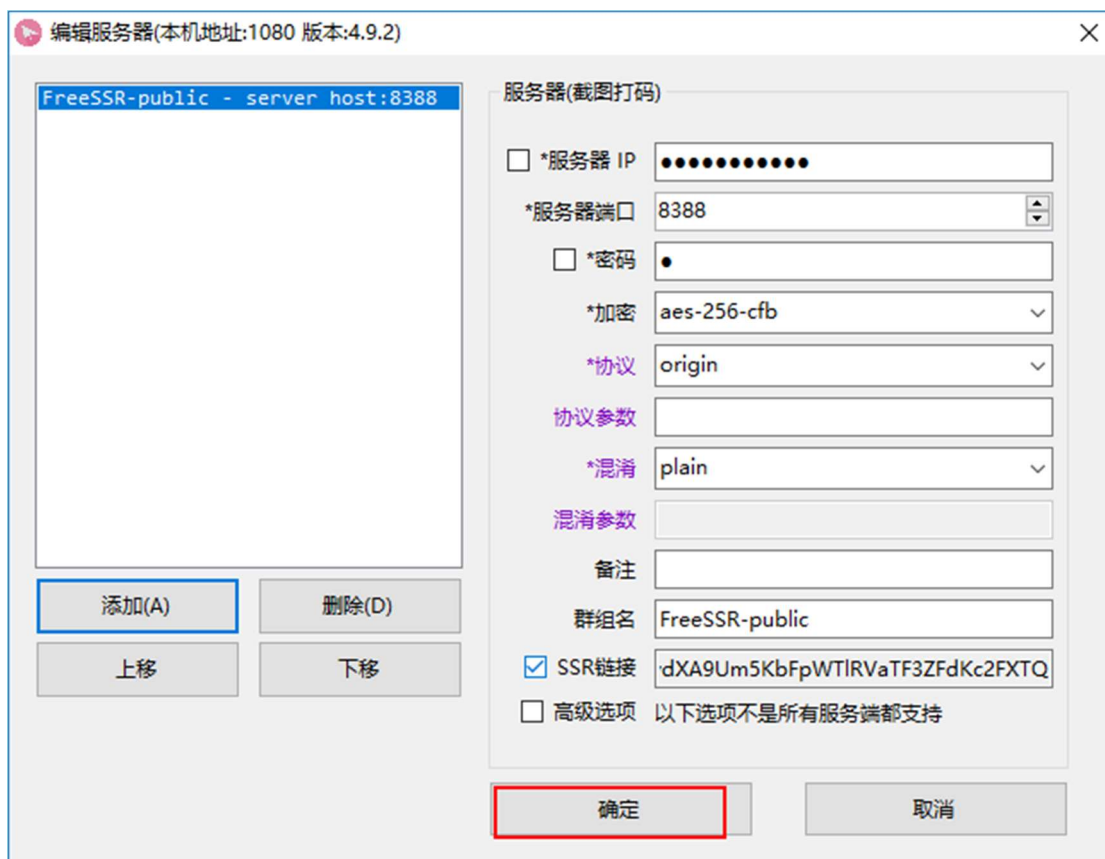 编辑服务器(本机地址:1080 版本:4.9.2)
FreeSSR-public - server host:8388
添加(A)
删除(D)
上移
下移
服务器(截图打码)
*服务器 IP ●●●●●●●●●●●
*服务器端口 8388
*密码 ●
*加密 aes-256-cfb
*协议 origin
协议参数
*混淆 plain
混淆参数
备注
群组名 FreeSSR-public
SSR链接 dXA9Um5KbFpWTlRVaTF3ZFdKc2FXTQ
高级选项 以下选项不是所有服务端都支持
确定
取消